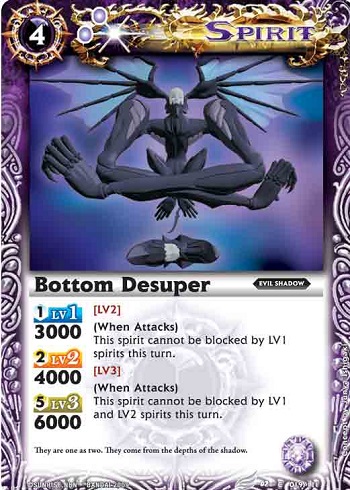 4
SPIRIT
Bottom Desuper
EVIL SHADOW
1 LV1
3000
2 LV2
4000
5 LV3
6000
[LV2]
(When Attacks)
This spirit cannot be blocked by LV1
spirits this turn.
[LV3]
(When Attacks)
This spirit cannot be blocked by LV1
and LV2 spirits this turn.
They are one as two. They come from the depths of the shadow.